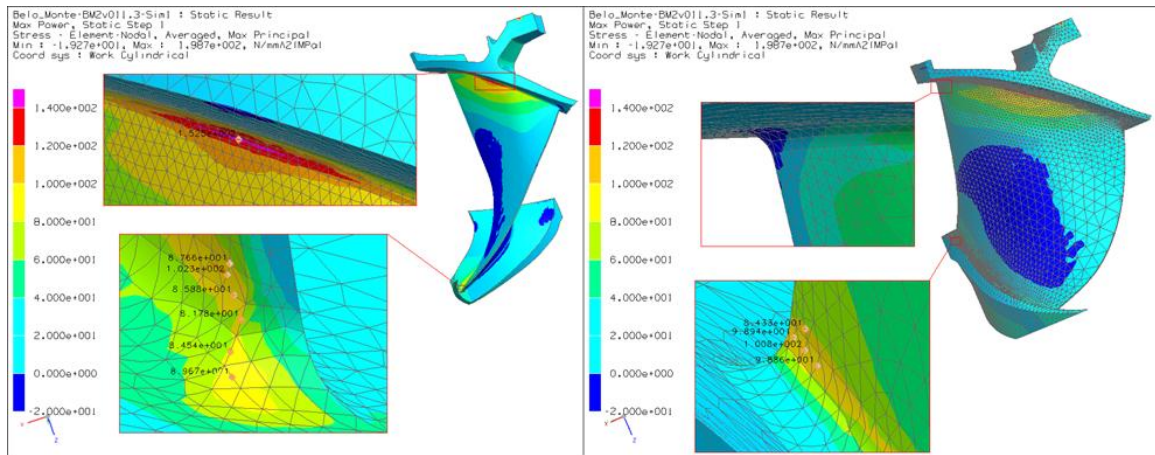 Belo_Monte-BM2v011.3-Sim1 : Static Result
Max Power, Static Step 1
Stress - Element-Nodal, Averaged, Max Principal
Min : -1.927e+001, Max : 1.987e+002, N/mm^2(MPa)
Coord sys : Work Cylindrical
1.400e+002
1.200e+002
1.000e+002
8.000e+001
6.000e+001
4.000e+001
2.000e+001
0.000e+000
-2.000e+001
8.766e+001
1.023e+002
8.588e+001
8.178e+001
8.454e+001
8.967e+001
X
Z
Belo_Monte-BM2v011.3-Sim1 : Static Result
Max Power, Static Step 1
Stress - Element-Nodal, Averaged, Max Principal
Min : -1.927e+001, Max : 1.987e+002, N/mm^2(MPa)
Coord sys : Work Cylindrical
1.400e+002
1.200e+002
1.000e+002
8.000e+001
6.000e+001
4.000e+001
2.000e+001
0.000e+000
-2.000e+001
8.433e+001
9.894e+001
1.008e+002
9.886e+001
X
Z